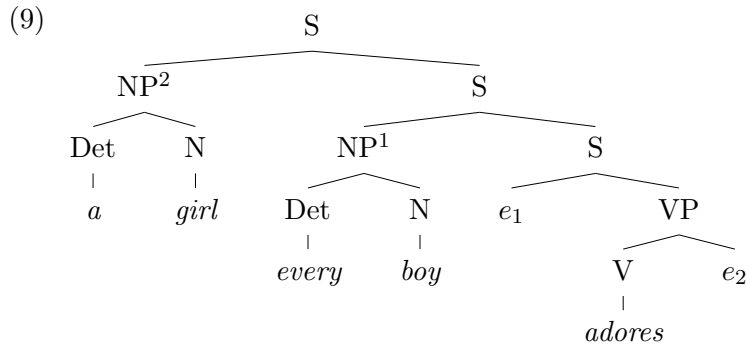 (9) S
NP² S
Det N NP¹ S
a girl Det N e₁ VP
every boy V e₂
adores